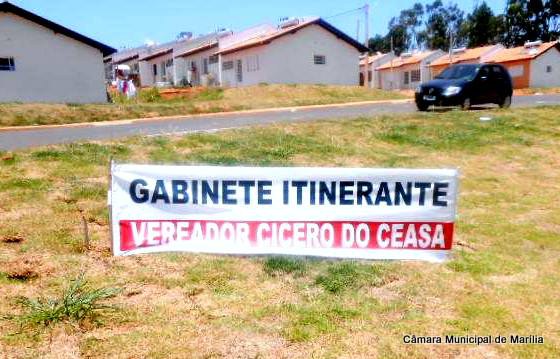 GABINETE ITINERANTE
VEREADOR CICERO DO CEASA
Câmara Municipal de Marília